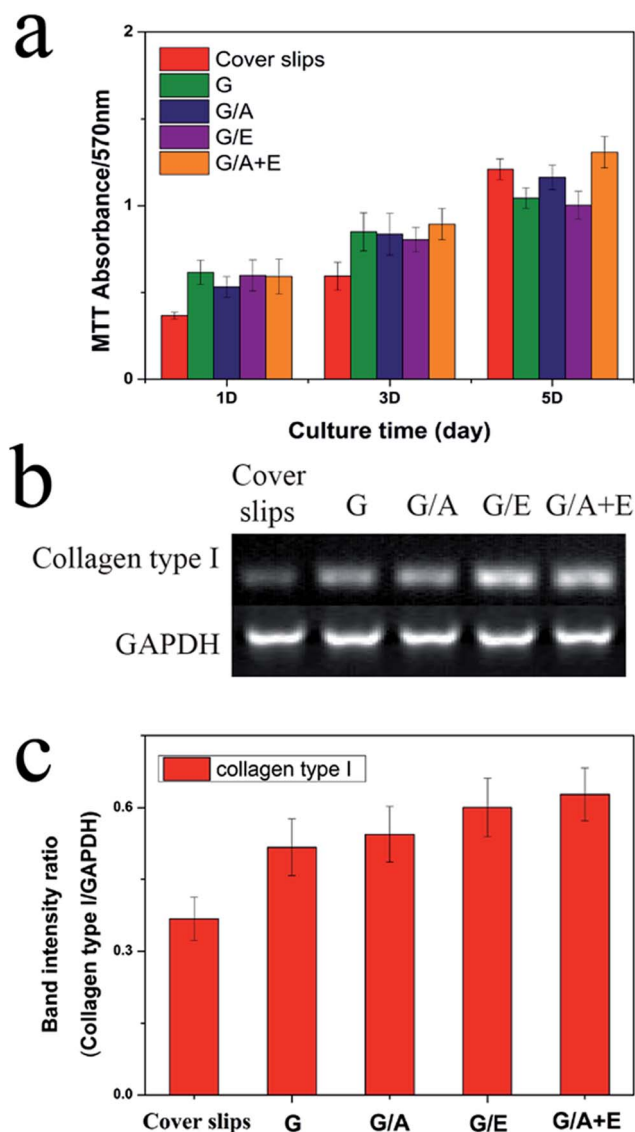 a
2
1
0
MTT Absorbance/570nm
Cover slips
G
G/A
G/E
G/A+E
1D 3D 5D
Culture time (day)
b
Cover
slips G G/A G/E G/A+E
Collagen type I
GAPDH
c
0.6
0.3
0.0
Band intensity ratio
(Collagen type I/GAPDH)
collagen type I
Cover slips G G/A G/E G/A+E